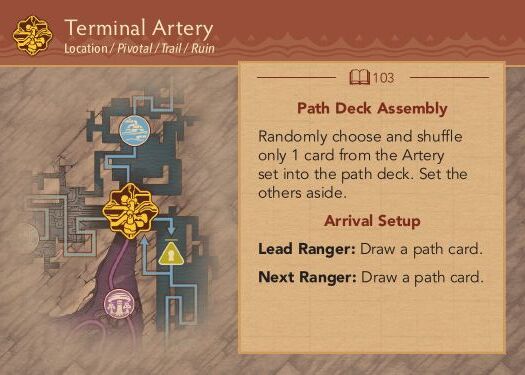 Terminal Artery
Location / Pivotal / Trail / Ruin
103
Path Deck Assembly
Randomly choose and shuffle
only 1 card from the Artery
set into the path deck. Set the
others aside.
Arrival Setup
Lead Ranger: Draw a path card.
Next Ranger: Draw a path card.